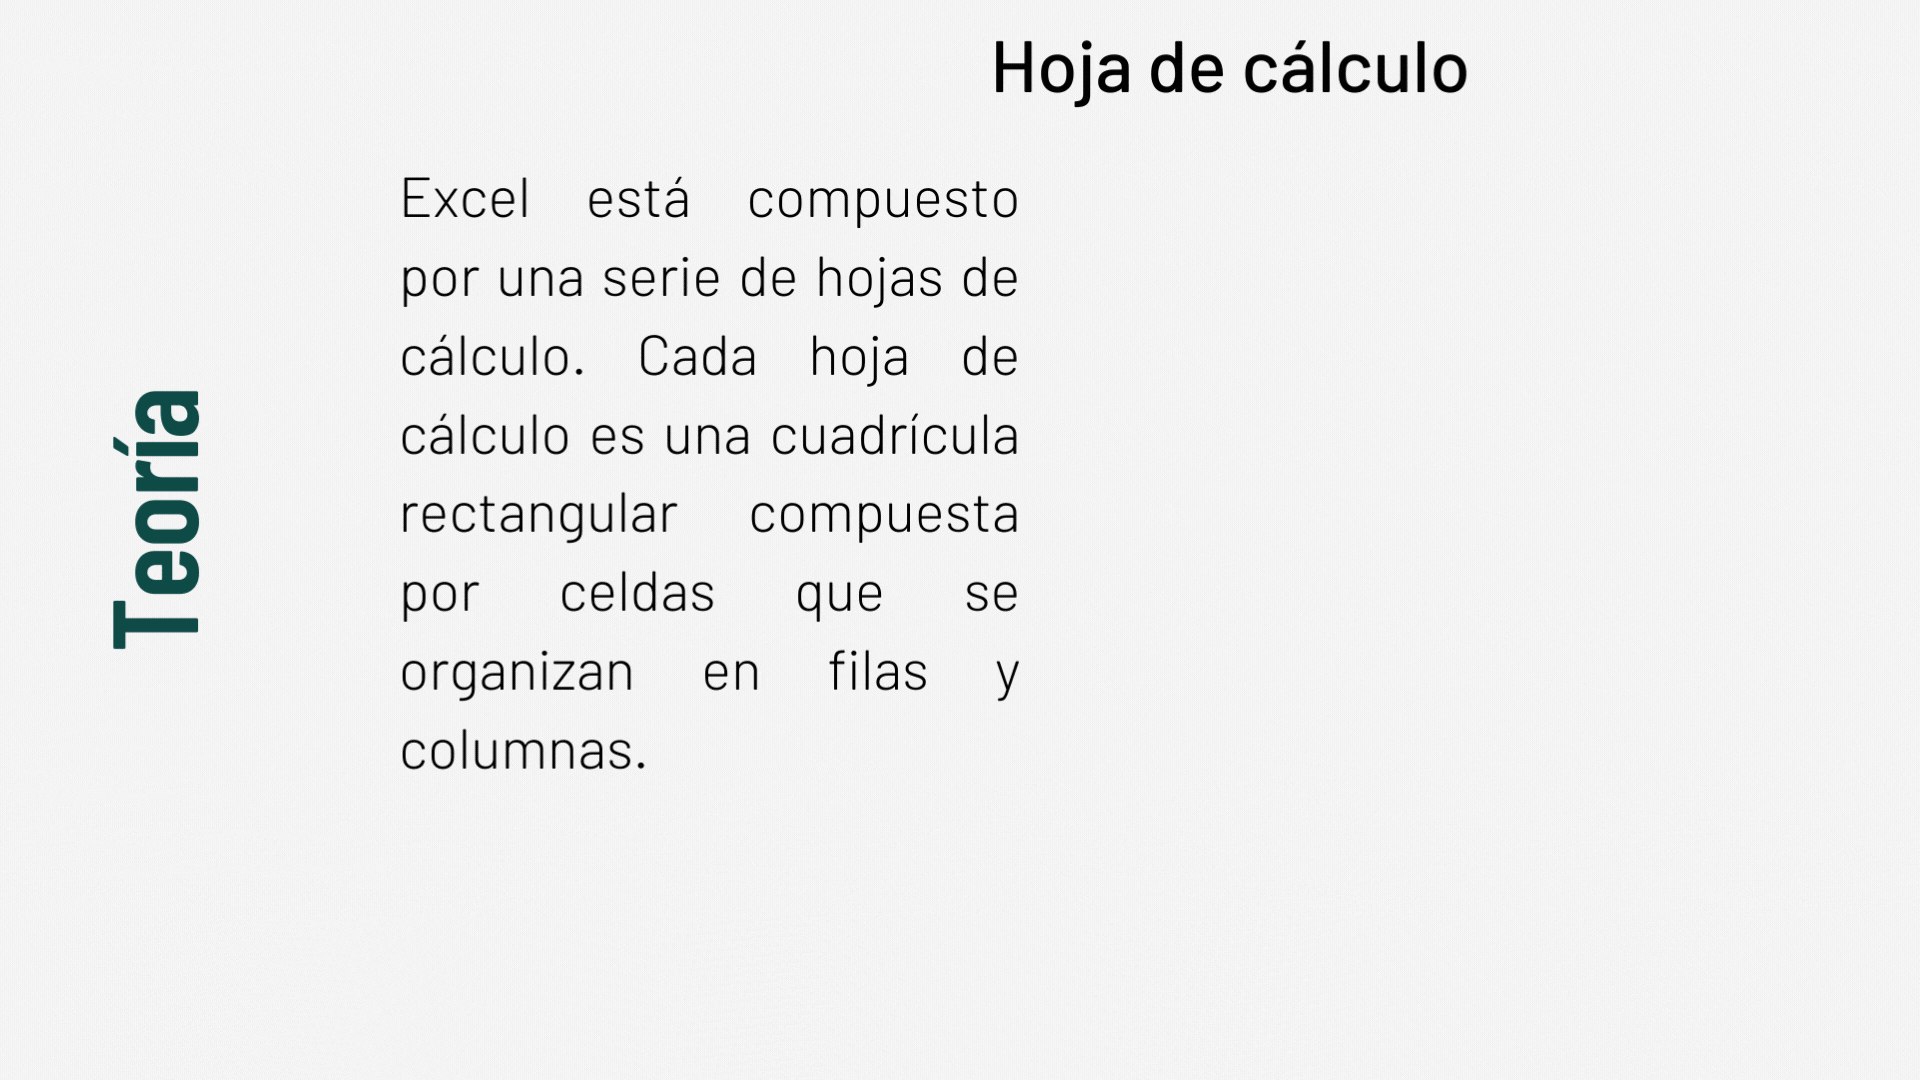 Hoja de cálculo
Teoría
Excel está compuesto
por una serie de hojas de
cálculo. Cada hoja de
cálculo es una cuadrícula
rectangular compuesta
por celdas que se
organizan en filas y
columnas.